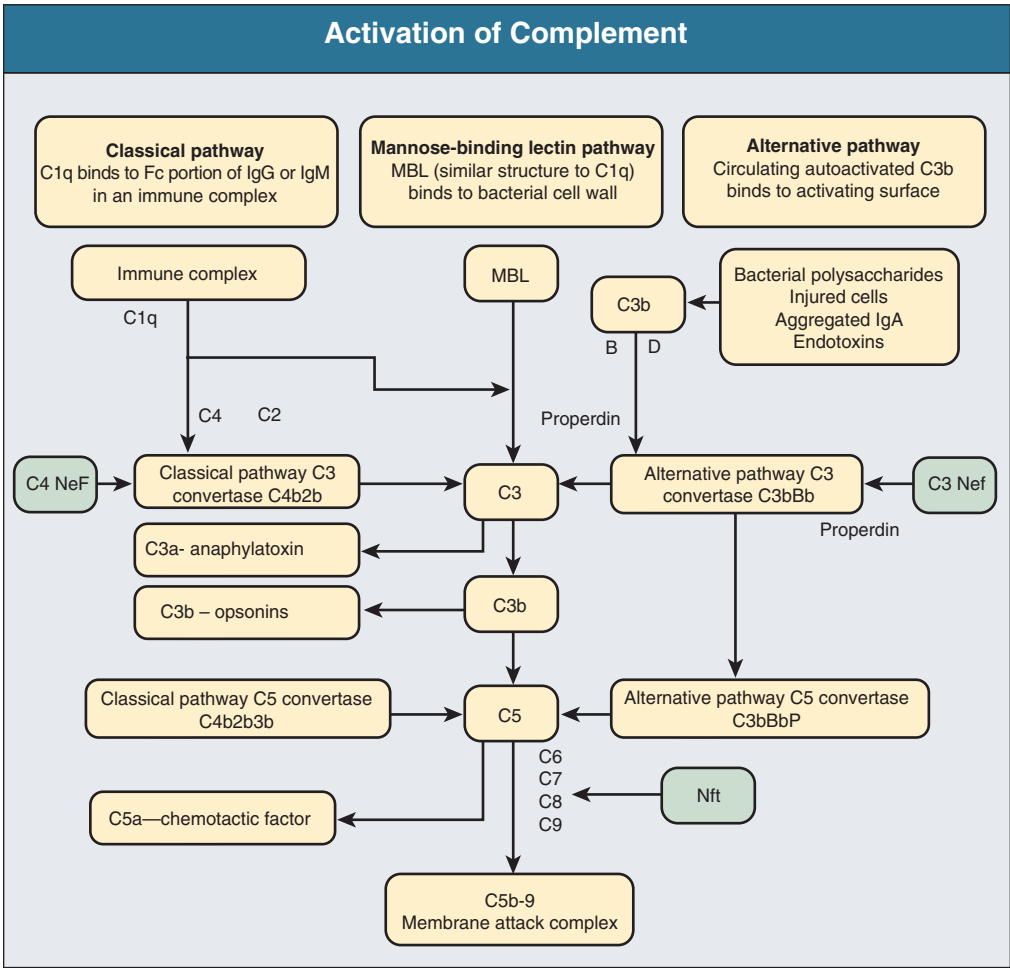 Activation of Complement
Classical pathway
C1q binds to Fc portion of IgG or IgM
in an immune complex
Mannose-binding lectin pathway
MBL (similar structure to C1q)
binds to bacterial cell wall
Alternative pathway
Circulating autoactivated C3b
binds to activating surface
Immune complex
MBL
C3b
Bacterial polysaccharides
Injured cells
Aggregated IgA
Endotoxins
C1q
B D
C4 C2
Properdin
C4 NeF
Classical pathway C3
convertase C4b2b
C3
Alternative pathway C3
convertase C3bBb
C3 Nef
Properdin
C3a- anaphylatoxin
C3b – opsonins
C3b
Classical pathway C5 convertase
C4b2b3b
C5
Alternative pathway C5 convertase
C3bBbP
C6
C7
C8
C9
Nft
C5a—chemotactic factor
C5b-9
Membrane attack complex